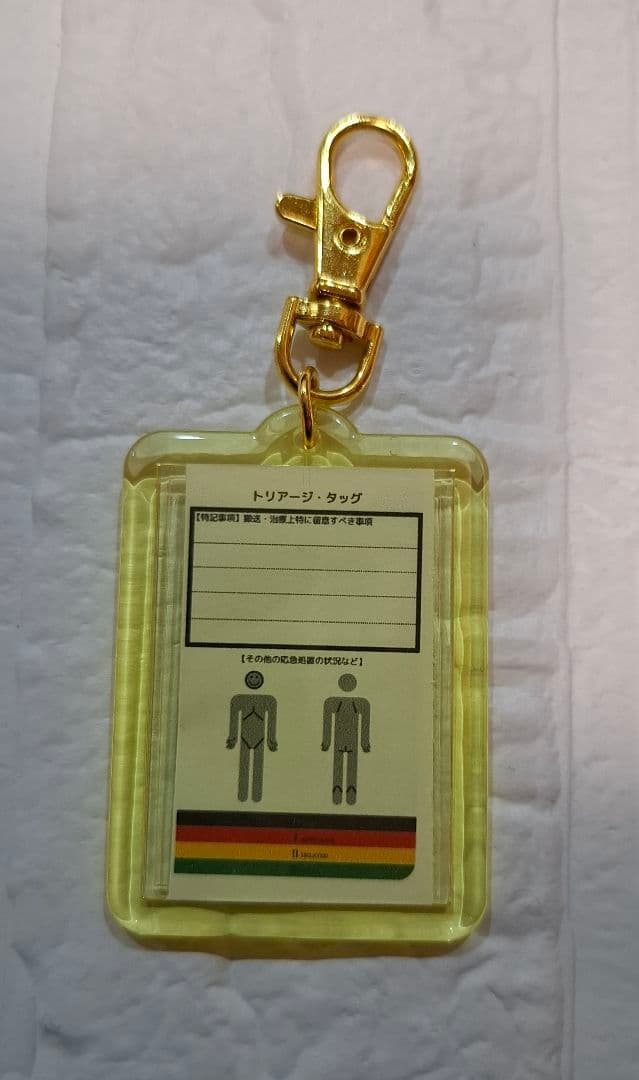 トリアージ・タッグ
【特記事項】搬送・治療上特に留意すべき事項
【その他の応急処置の状況など】
I
II DELAYED